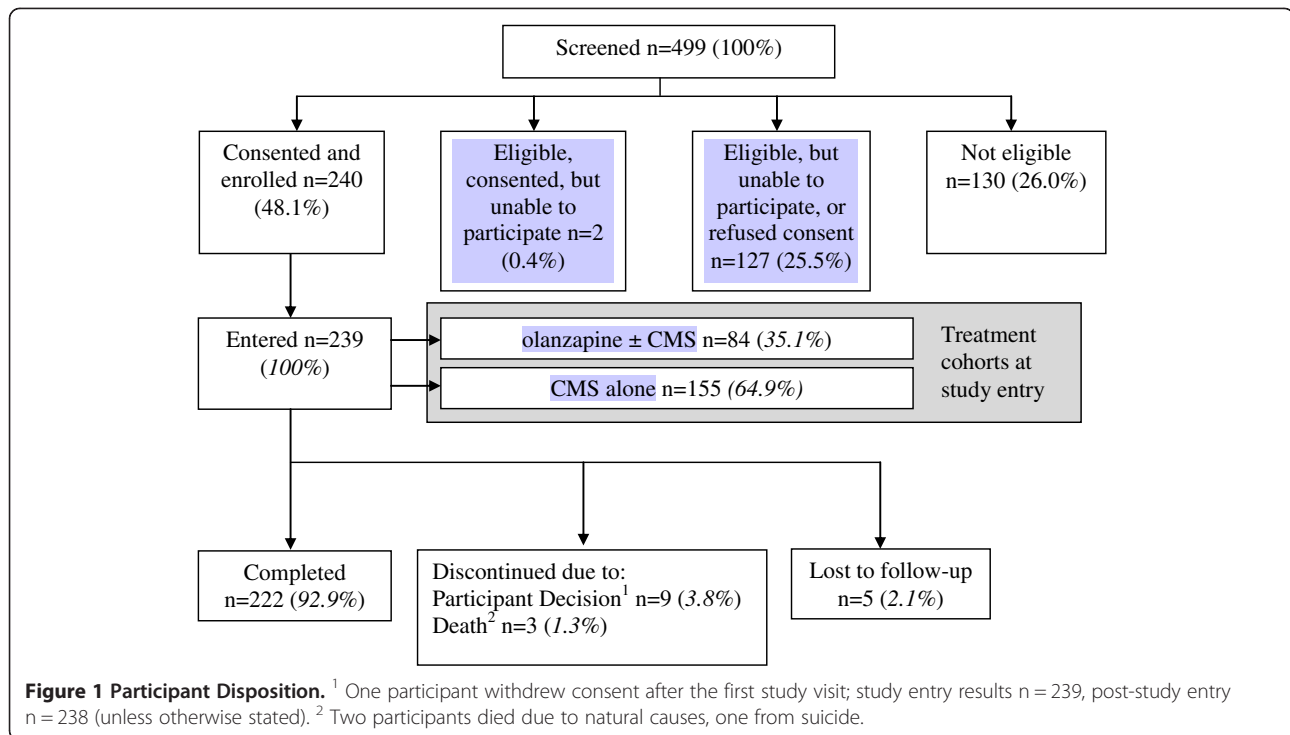 Screened n=499 (100%)
Consented and
enrolled n=240
(48.1%)
Eligible,
consented, but
unable to
participate n=2
(0.4%)
Eligible, but
unable to
participate, or
refused consent
n=127 (25.5%)
Not eligible
n=130 (26.0%)
Entered n=239
(100%)
olanzapine ± CMS n=84 (35.1%)
CMS alone n=155 (64.9%)
Treatment
cohorts at
study entry
Completed
n=222 (92.9%)
Discontinued due to:
Participant Decision¹ n=9 (3.8%)
Death² n=3 (1.3%)
Lost to follow-up
n=5 (2.1%)
Figure 1 Participant Disposition. ¹ One participant withdrew consent after the first study visit; study entry results n = 239, post-study entry
n = 238 (unless otherwise stated). ² Two participants died due to natural causes, one from suicide.